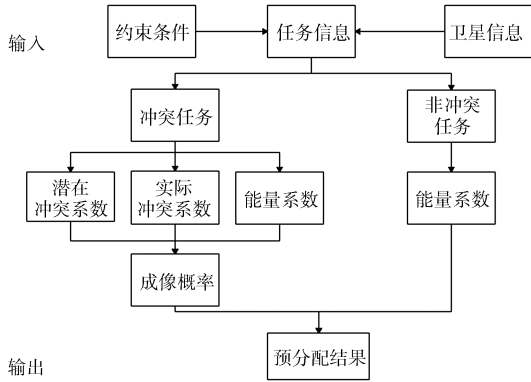 输入
约束条件
任务信息
卫星信息
冲突任务
非冲突
任务
潜在
冲突系数
实际
冲突系数
能量系数
能量系数
成像概率
输出
预分配结果